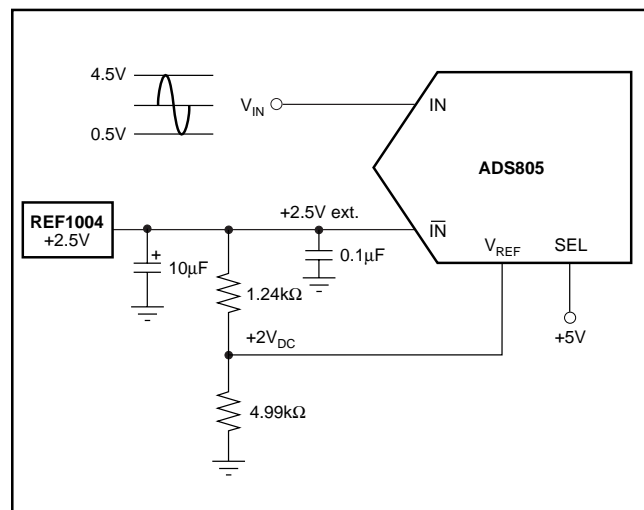 4.5V
0.5V
V_IN
IN
ADS805
REF1004
+2.5V
+2.5V ext.
I̅N̅
V_REF
SEL
+
10µF
0.1µF
1.24kΩ
+5V
+2V_DC
4.99kΩ